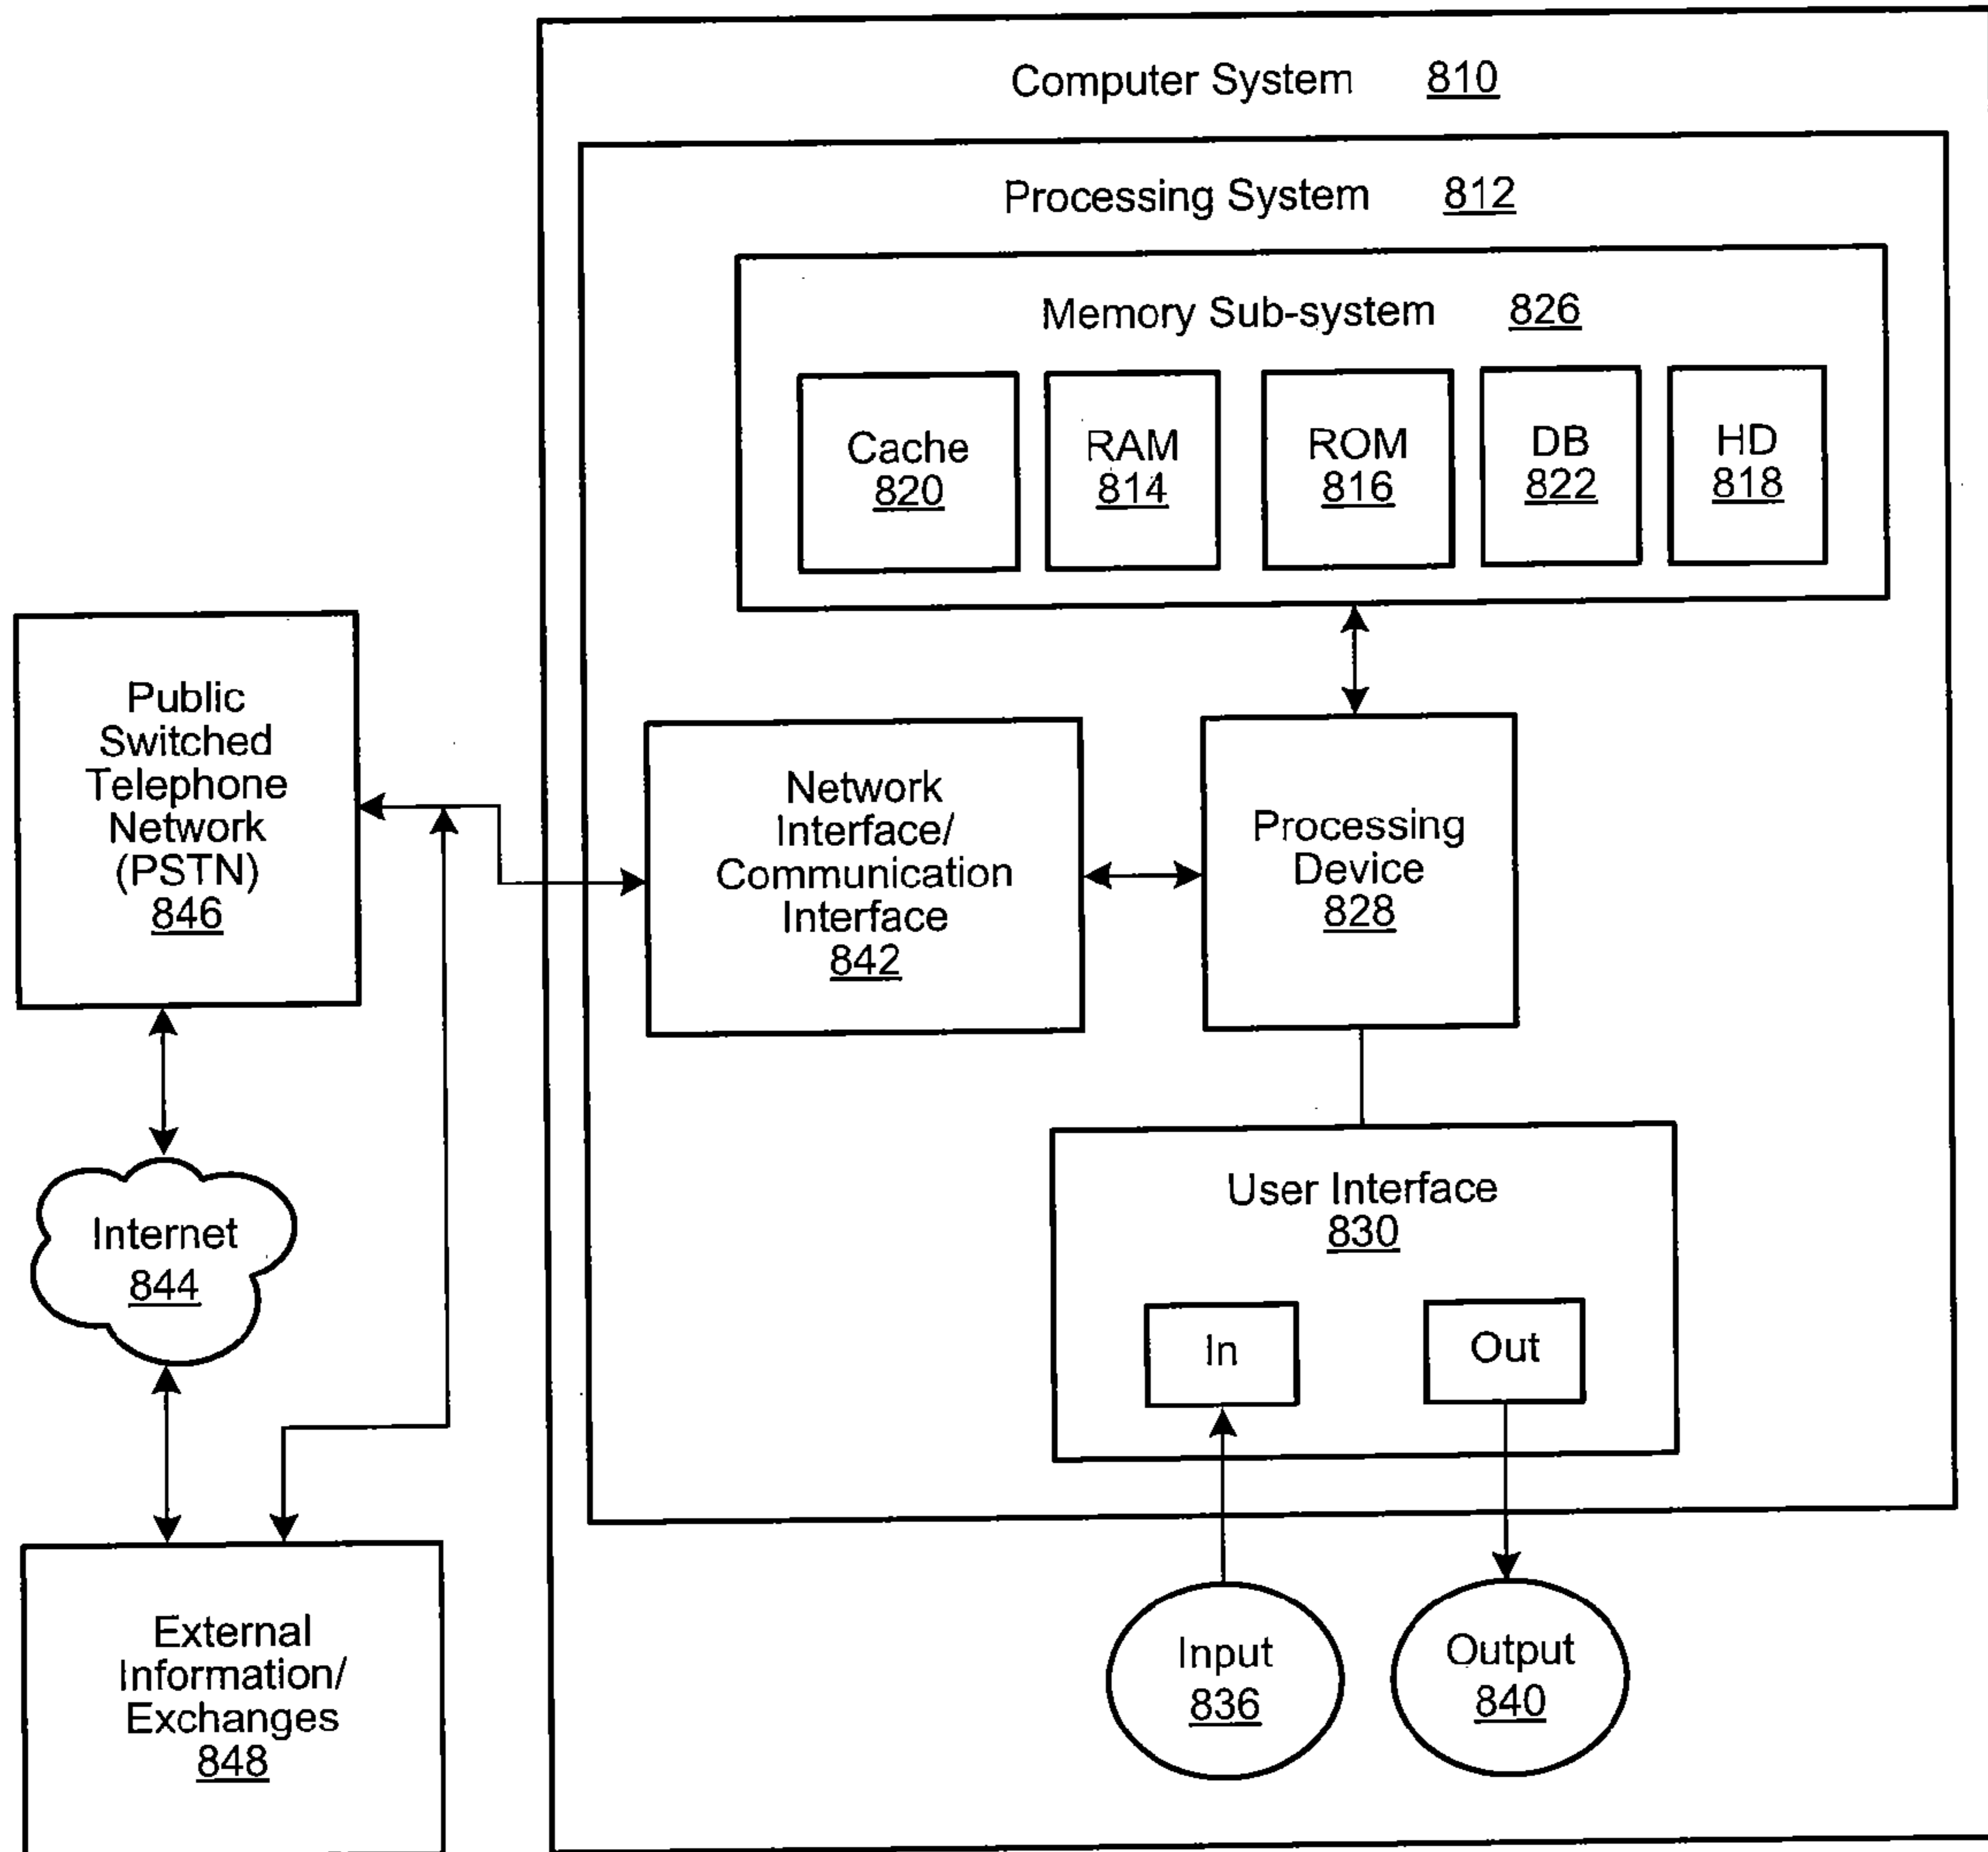 Computer System 810
Processing System 812
Memory Sub-system 826
Cache
820
RAM
814
ROM
816
DB
822
HD
818
Public
Switched
Telephone
Network
(PSTN)
846
Network
Interface/
Communication
Interface
842
Processing
Device
828
User Interface
830
In
Out
Internet
844
External
Information/
Exchanges
848
Input
836
Output
840